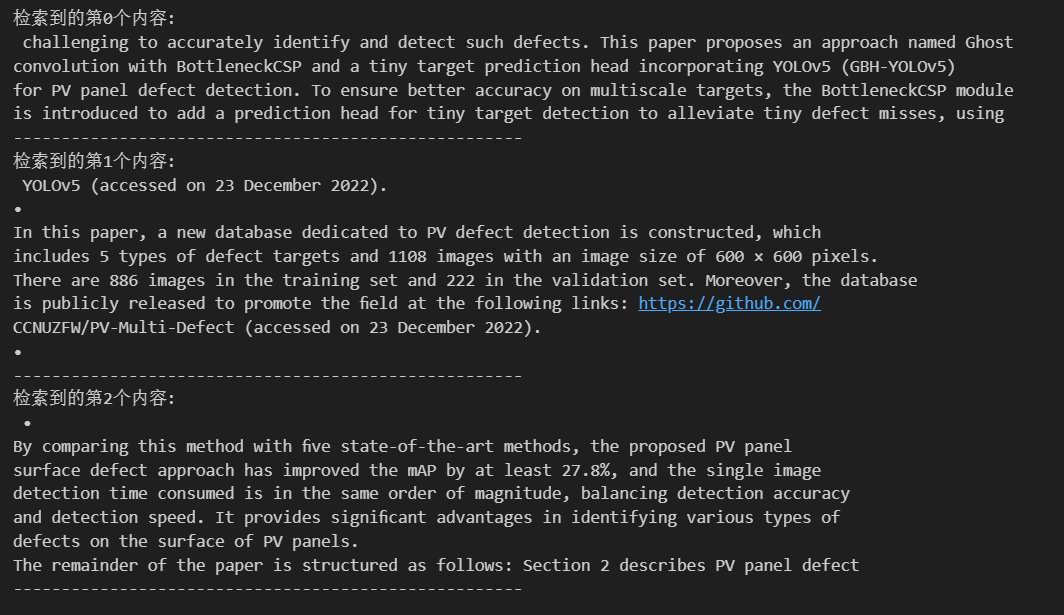 检索到的第0个内容:
challenging to accurately identify and detect such defects. This paper proposes an approach named Ghost
convolution with BottleneckCSP and a tiny target prediction head incorporating YOLOv5 (GBH-YOLOv5)
for PV panel defect detection. To ensure better accuracy on multiscale targets, the BottleneckCSP module
is introduced to add a prediction head for tiny target detection to alleviate tiny defect misses, using
-----------------------------------------------------
检索到的第1个内容:
YOLOv5 (accessed on 23 December 2022).
•
In this paper, a new database dedicated to PV defect detection is constructed, which
includes 5 types of defect targets and 1108 images with an image size of 600 × 600 pixels.
There are 886 images in the training set and 222 in the validation set. Moreover, the database
is publicly released to promote the field at the following links: https://github.com/
CCNUZFW/PV-Multi-Defect (accessed on 23 December 2022).
•
-----------------------------------------------------
检索到的第2个内容:
•
By comparing this method with five state-of-the-art methods, the proposed PV panel
surface defect approach has improved the mAP by at least 27.8%, and the single image
detection time consumed is in the same order of magnitude, balancing detection accuracy
and detection speed. It provides significant advantages in identifying various types of
defects on the surface of PV panels.
The remainder of the paper is structured as follows: Section 2 describes PV panel defect
-----------------------------------------------------